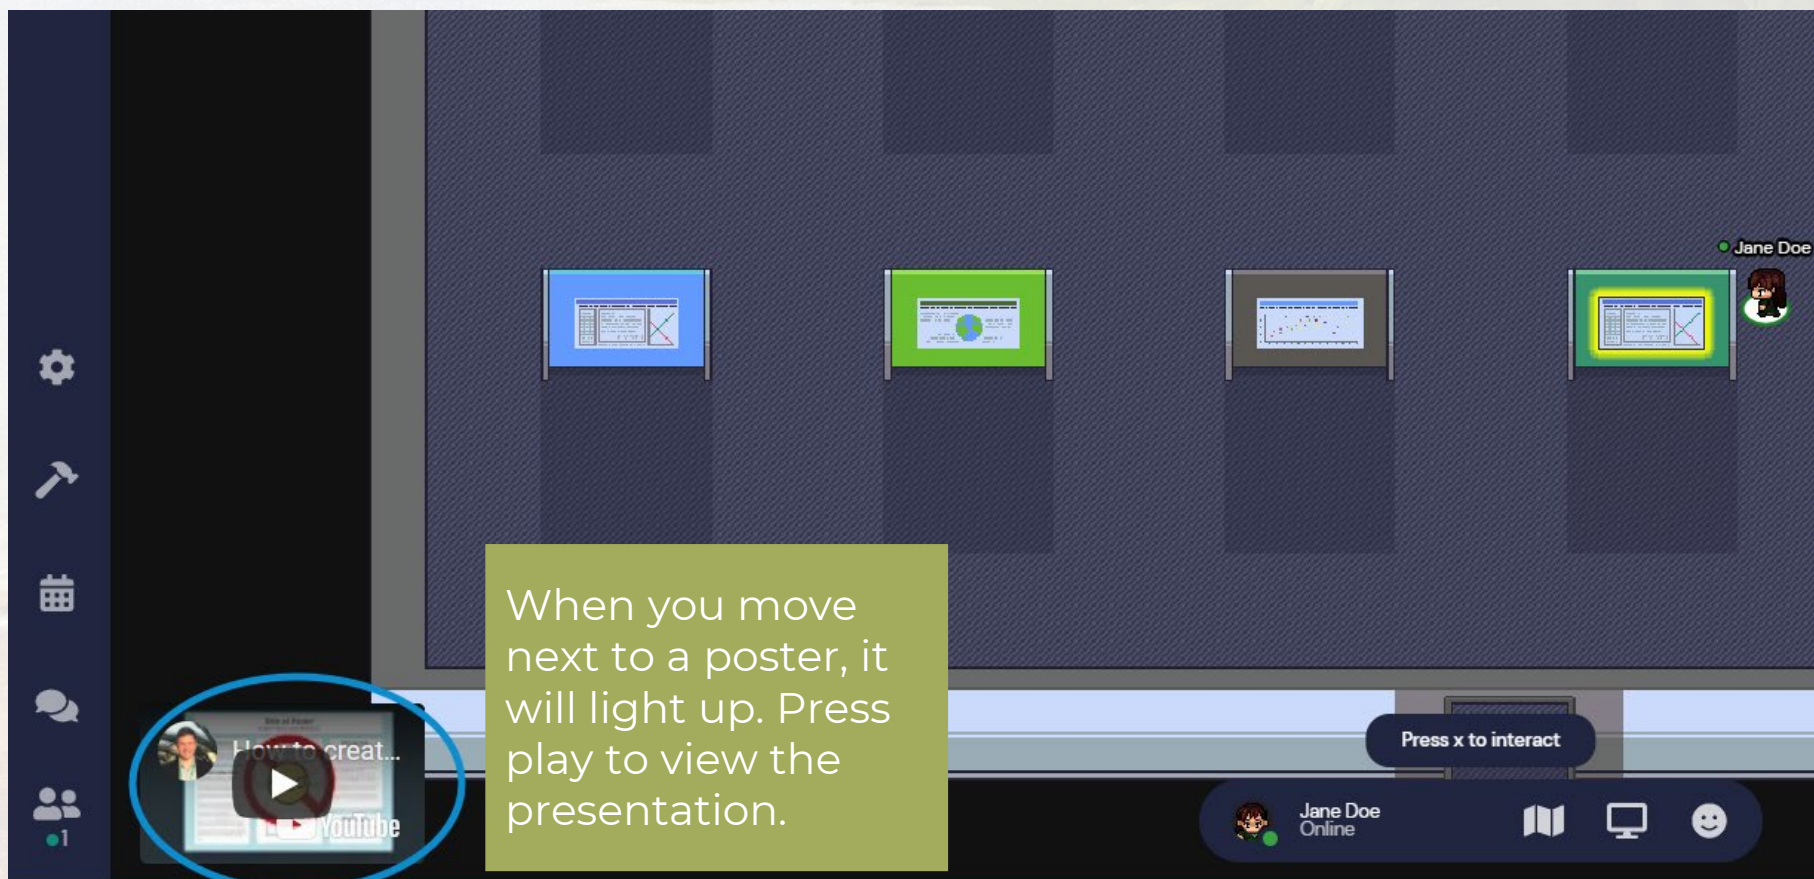 Jane Doe
When you move
next to a poster, it
will light up. Press
play to view the
presentation.
How to creat...
YouTube
Press x to interact
Jane Doe
Online
1